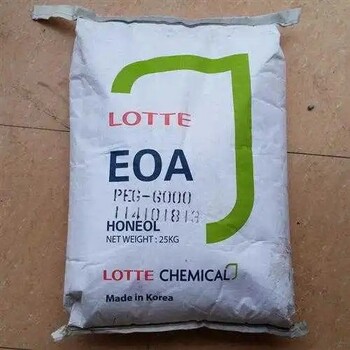 LOTTE
EOA
PEG-6000
114101813
HONEOL
NET WEIGHT : 25KG
LOTTE CHEMICAL
Made in Korea